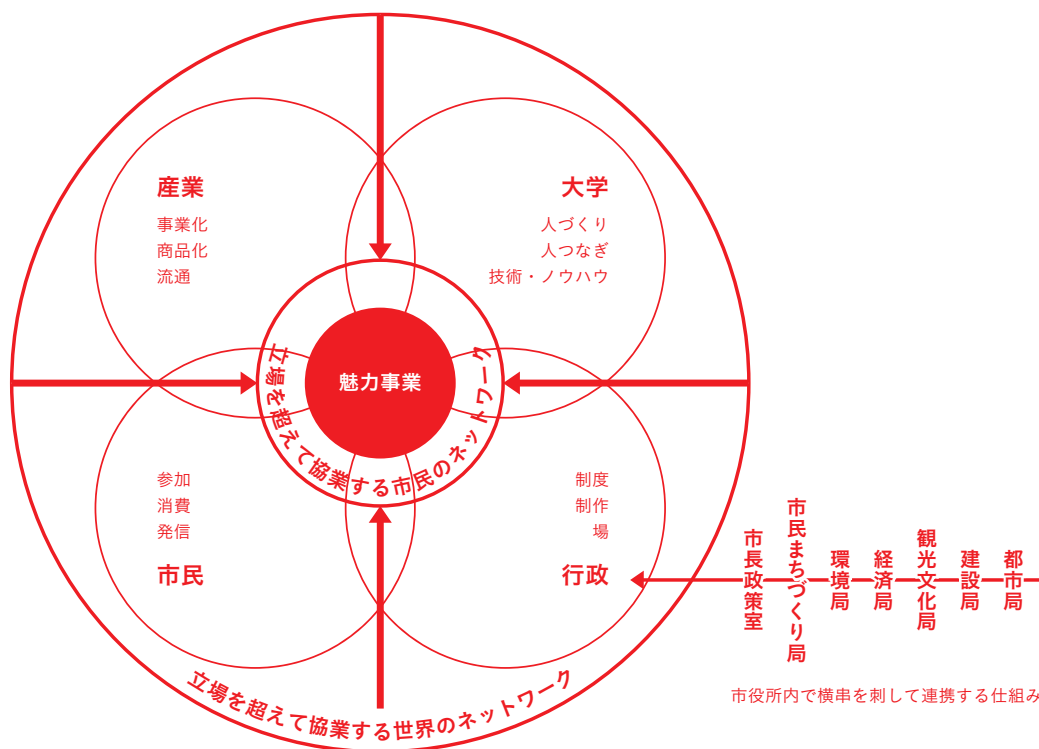 産業
事業化
商品化
流通
大学
人づくり
人つなぎ
技術・ノウハウ
魅力事業
立場を超えて協業する市民のネットワーク
参加
消費
発信
市民
制度
制作
場
行政
市長政策室
市民まちづくり局
環境局
経済局
観光文化局
建設局
都市局
市役所内で横串を刺して連携する仕組み
立場を超えて協業する世界のネットワーク